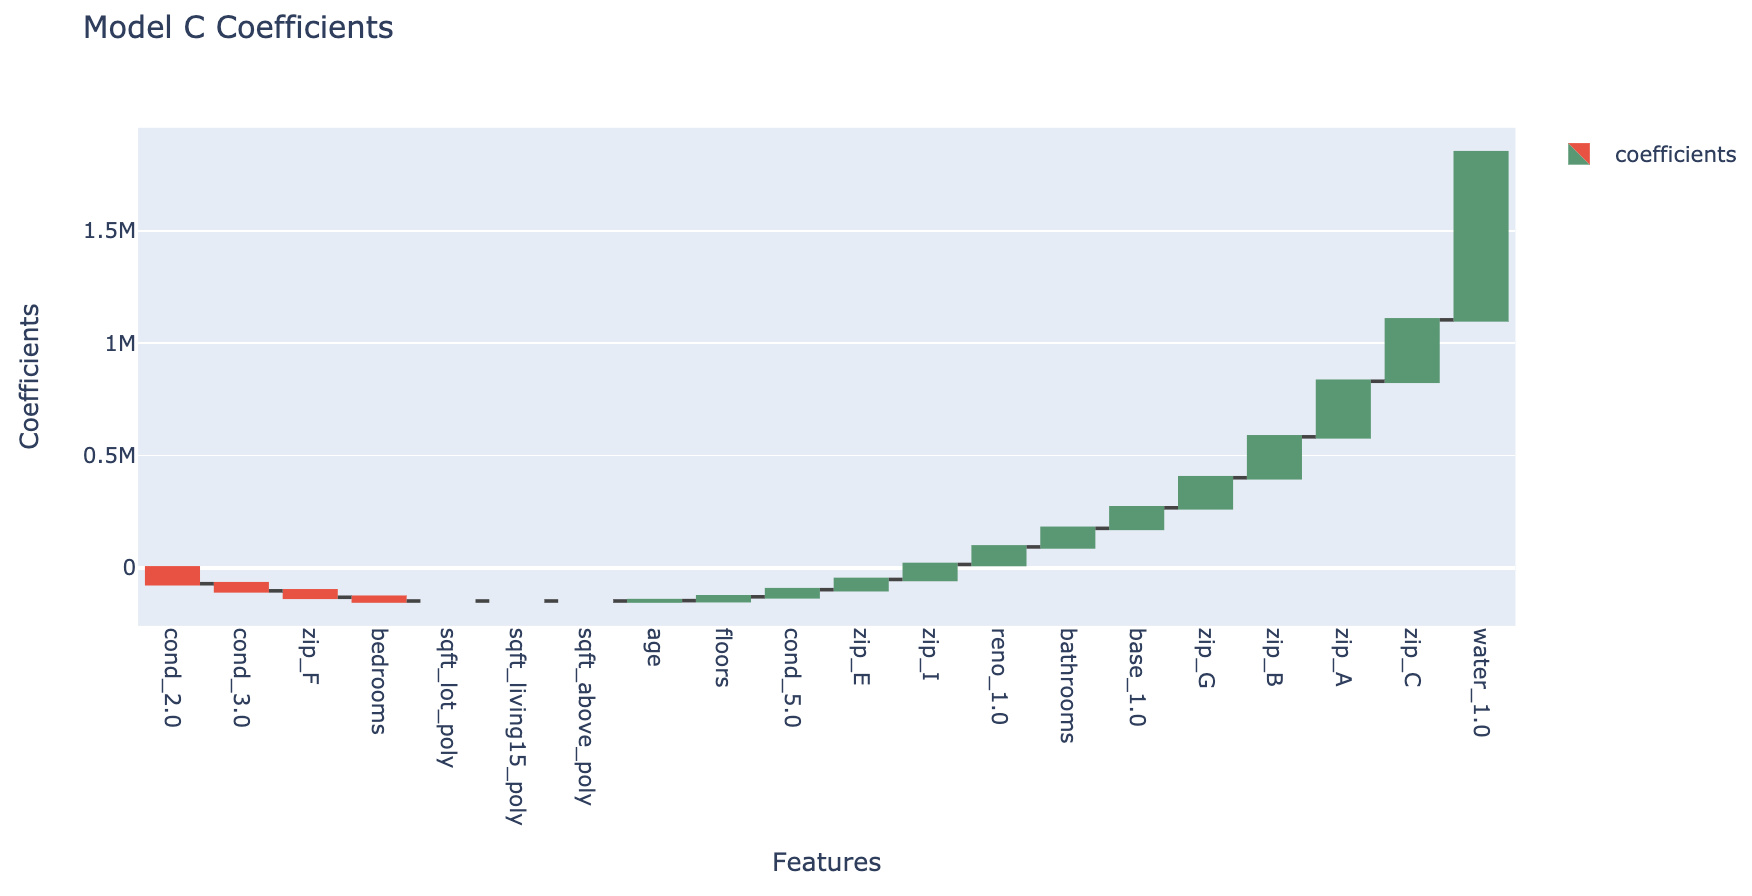 Model C Coefficients
coefficients
Coefficients
1.5M
1M
0.5M
0
cond_2.0
cond_3.0
zip_F
bedrooms
sqft_lot_poly
sqft_living15_poly
sqft_above_poly
age
floors
cond_5.0
zip_E
zip_I
reno_1.0
bathrooms
base_1.0
zip_G
zip_B
zip_A
zip_C
water_1.0
Features